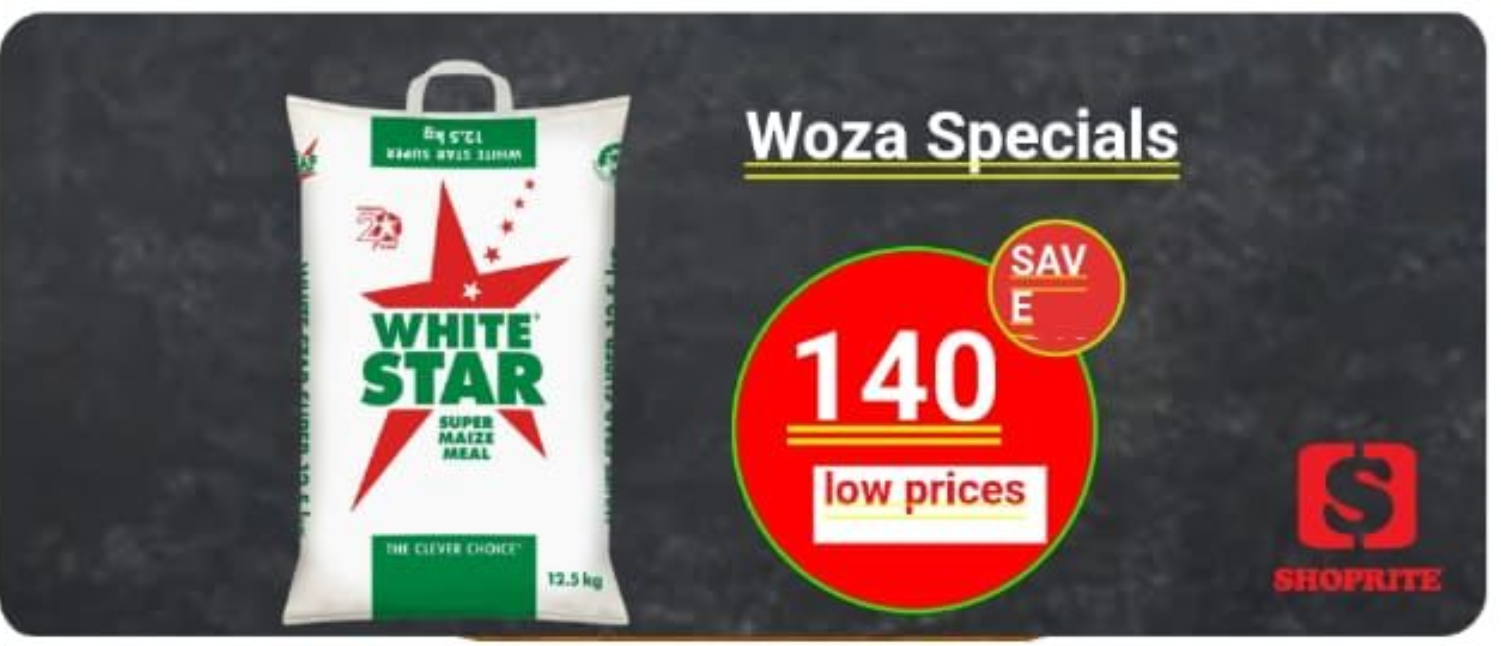 WHITE STAR SUPER
12.5 kg
WHITE
STAR
SUPER
MAIZE
MEAL
THE CLEVER CHOICE
12.5 kg
Woza Specials
SAV
E
140
low prices
SHOPRITE